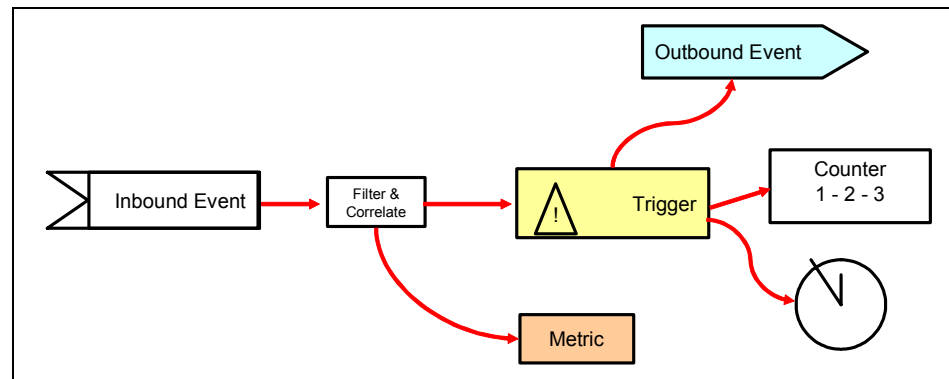 Outbound Event
Inbound Event
Filter &
Correlate
!
Trigger
Counter
1 - 2 - 3
Metric